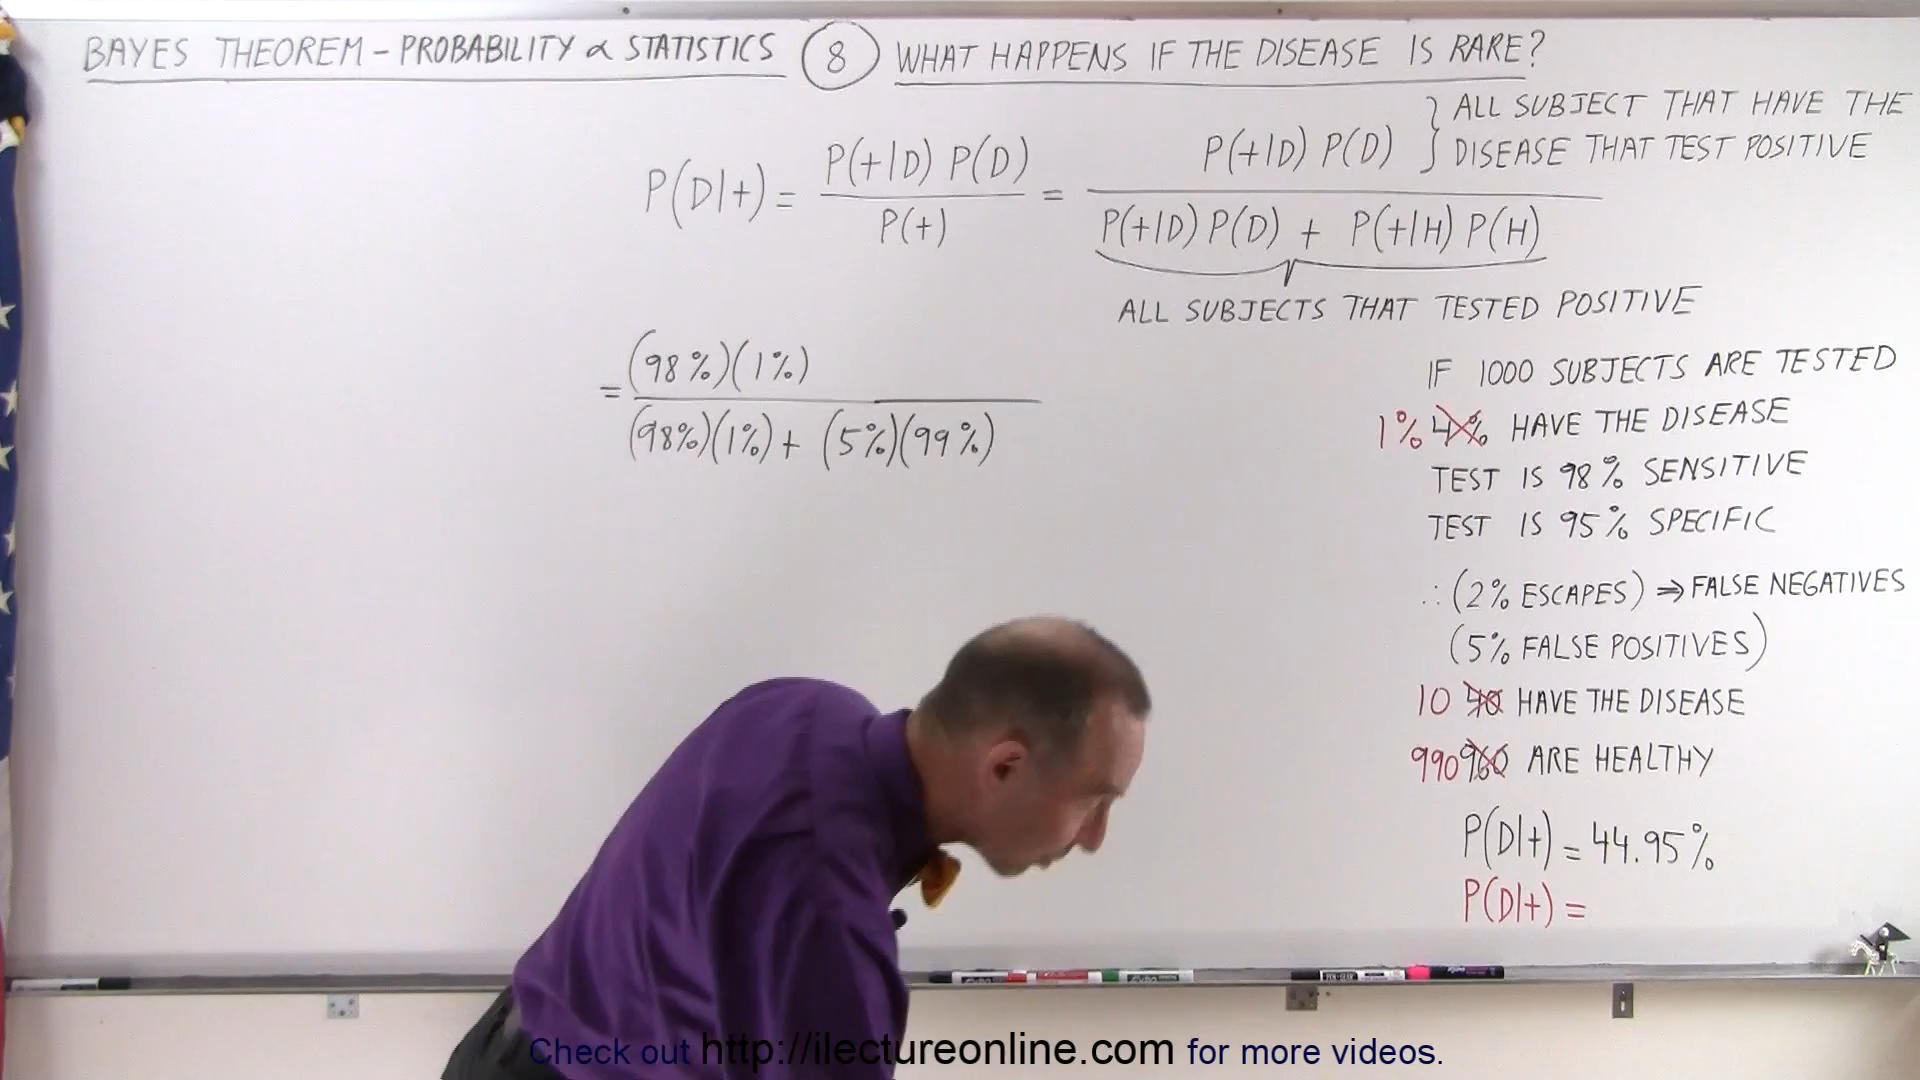 BAYES THEOREM - PROBABILITY & STATISTICS 8 WHAT HAPPENS IF THE DISEASE IS RARE?
P(D|+) = P(+|D) P(D) / P(+) = P(+|D) P(D) / P(+|D) P(D) + P(+|H) P(H)
} ALL SUBJECT THAT HAVE THE
DISEASE THAT TEST POSITIVE
ALL SUBJECTS THAT TESTED POSITIVE
= (98%)(1%) / (98%)(1%) + (5%)(99%)
IF 1000 SUBJECTS ARE TESTED
1% 4% HAVE THE DISEASE
TEST IS 98% SENSITIVE
TEST IS 95% SPECIFIC
∴ (2% ESCAPES) ⇒ FALSE NEGATIVES
(5% FALSE POSITIVES)
10 40 HAVE THE DISEASE
990 960 ARE HEALTHY
P(D|+) = 44.95%
P(D|+) =
Check out http://ilectureonline.com for more videos.